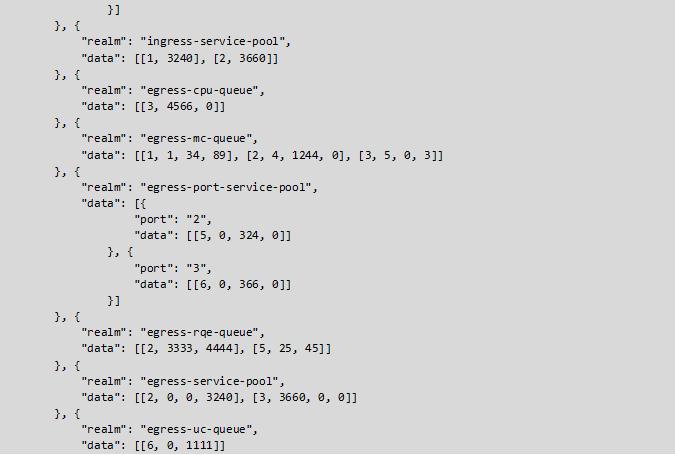 }]
}, {
"realm": "ingress-service-pool",
"data": [[1, 3240], [2, 3660]]
}, {
"realm": "egress-cpu-queue",
"data": [[3, 4566, 0]]
}, {
"realm": "egress-mc-queue",
"data": [[1, 1, 34, 89], [2, 4, 1244, 0], [3, 5, 0, 3]]
}, {
"realm": "egress-port-service-pool",
"data": [{
"port": "2",
"data": [[5, 0, 324, 0]]
}, {
"port": "3",
"data": [[6, 0, 366, 0]]
}]
}, {
"realm": "egress-rqe-queue",
"data": [[2, 3333, 4444], [5, 25, 45]]
}, {
"realm": "egress-service-pool",
"data": [[2, 0, 0, 3240], [3, 3660, 0, 0]]
}, {
"realm": "egress-uc-queue",
"data": [[6, 0, 1111]]